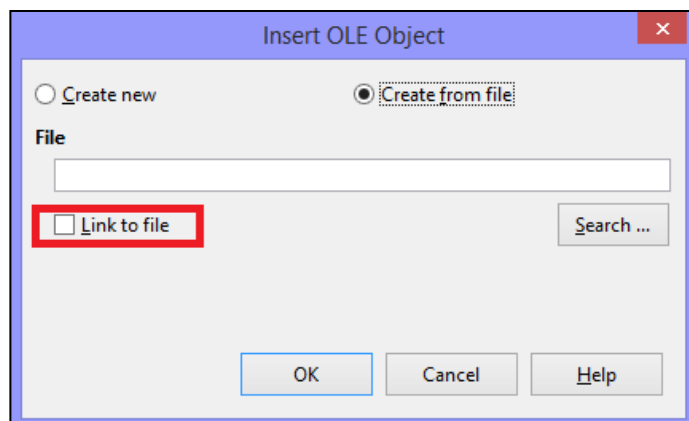 Insert OLE Object
Create new
Create from file
File
Link to file
Search ...
OK
Cancel
Help